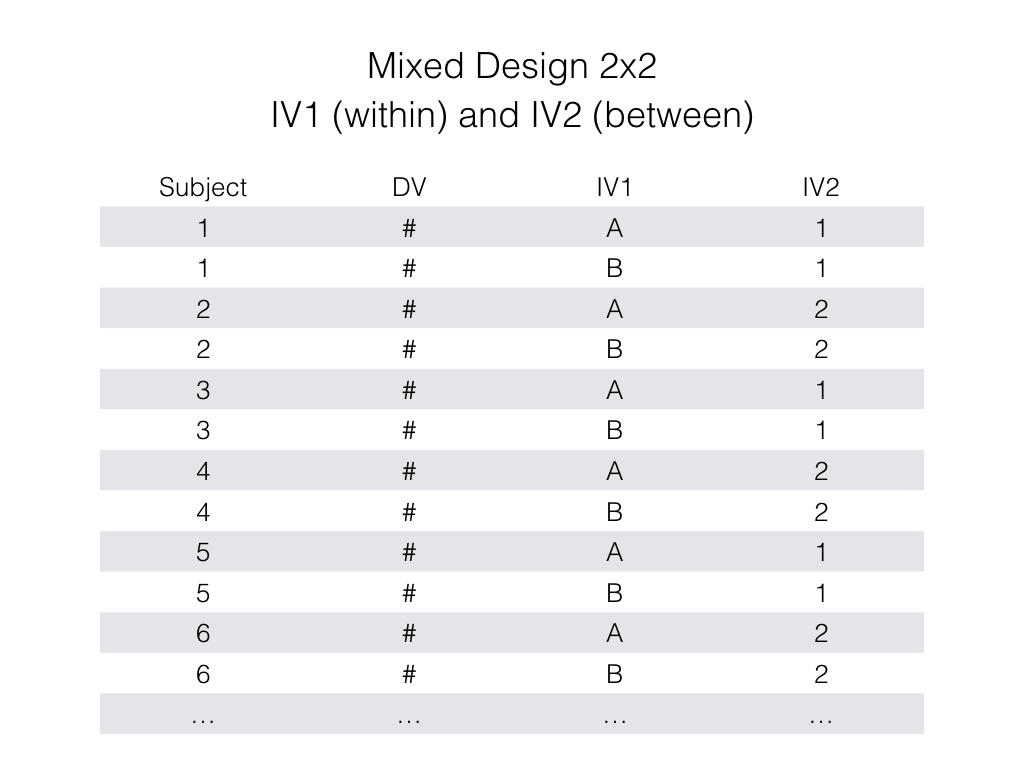 Mixed Design 2x2
IV1 (within) and IV2 (between)
Subject DV IV1 IV2
1 # A 1
1 # B 1
2 # A 2
2 # B 2
3 # A 1
3 # B 1
4 # A 2
4 # B 2
5 # A 1
5 # B 1
6 # A 2
6 # B 2
… … … …